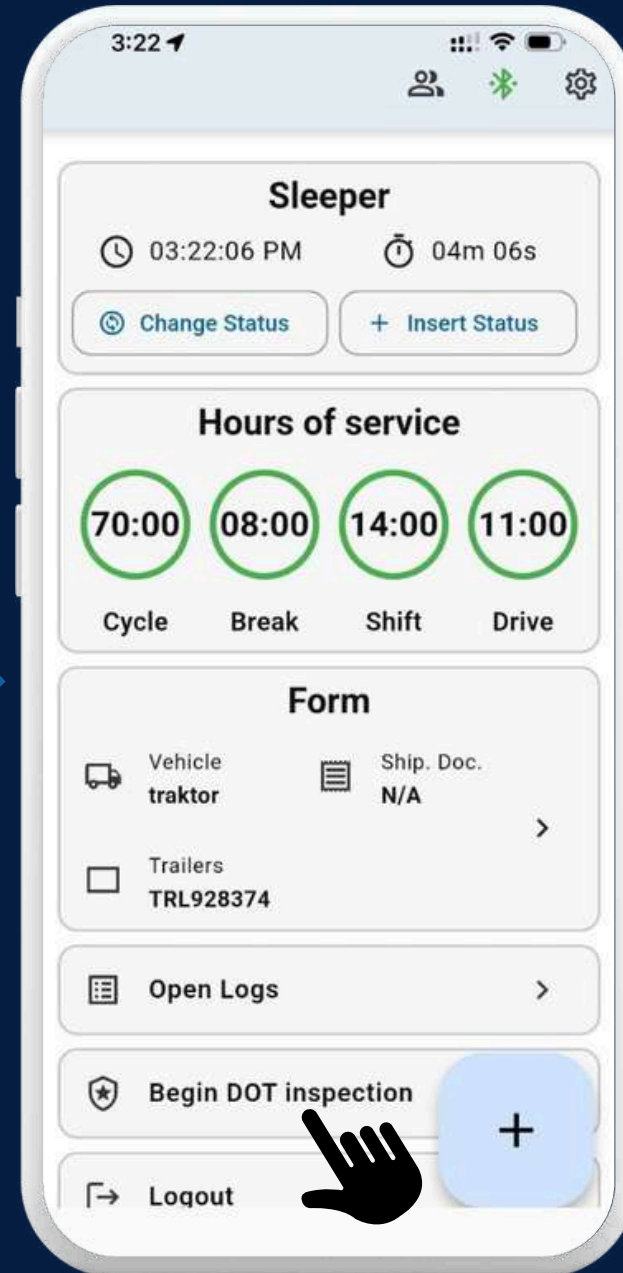 3:22
Sleeper
03:22:06 PM 04m 06s
Change Status + Insert Status
Hours of service
70:00 08:00 14:00 11:00
Cycle Break Shift Drive
Form
Vehicle Ship. Doc.
traktor N/A
Trailers
TRL928374
Open Logs
Begin DOT inspection
+
Logout